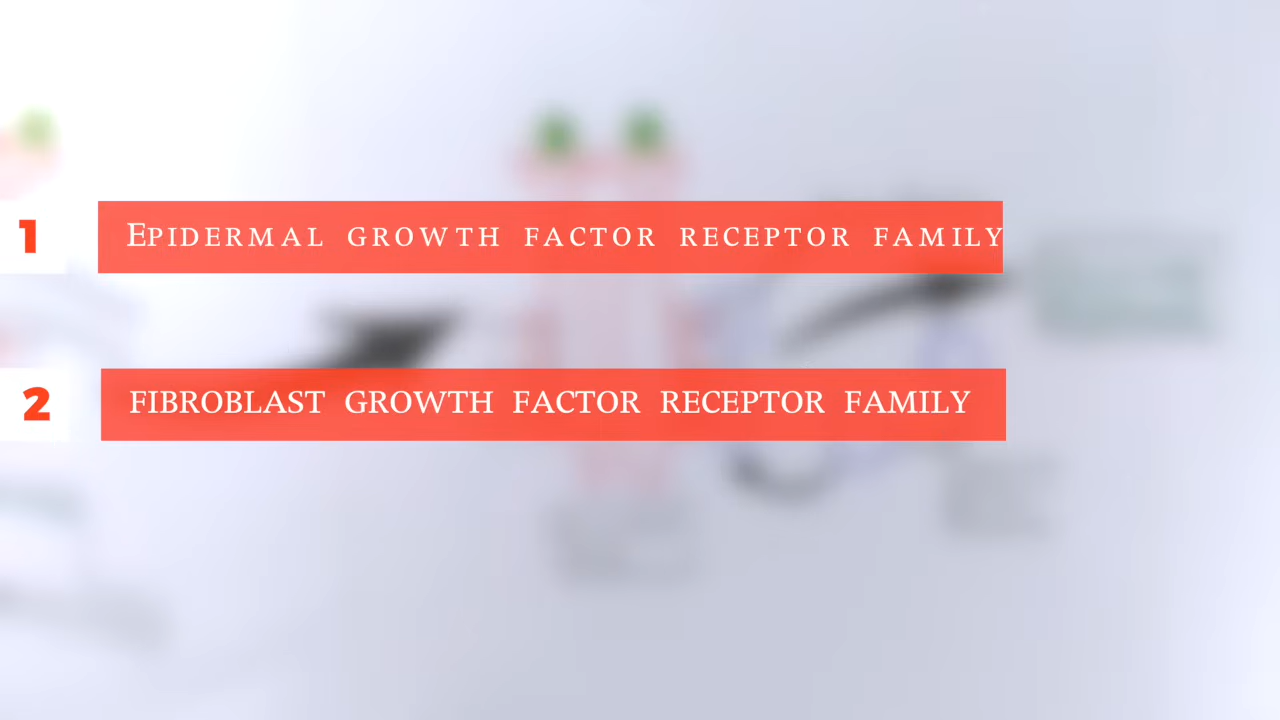 1 Epidermal growth factor receptor family
2 FIBROBLAST GROWTH FACTOR RECEPTOR FAMILY